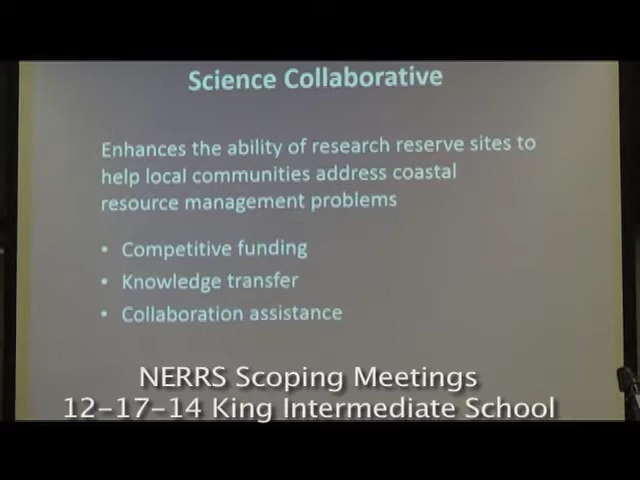 Science Collaborative
Enhances the ability of research reserve sites to
help local communities address coastal
resource management problems
• Competitive funding
• Knowledge transfer
• Collaboration assistance
NERRS Scoping Meetings
12-17-14 King Intermediate School